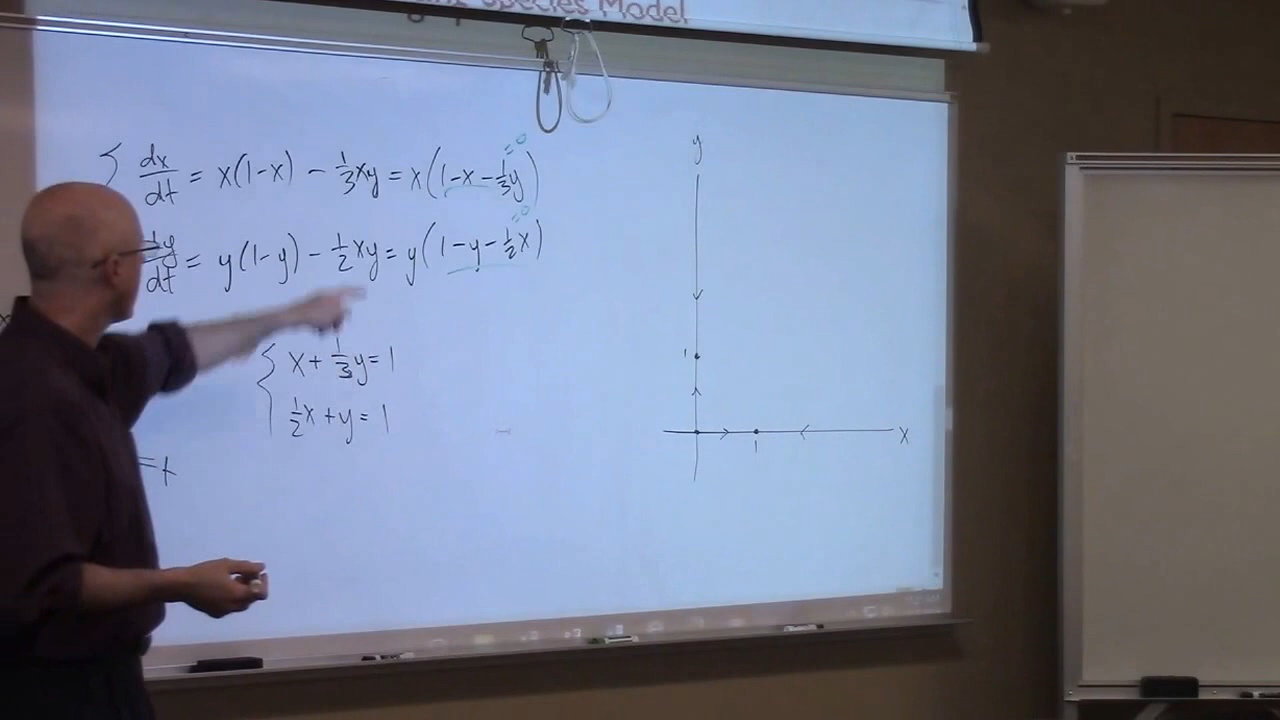 Species Model
dx/dt = x(1-x) - 1/3xy = x(1-x-1/3y) =0
dy/dt = y(1-y) - 1/2xy = y(1-y-1/2x) =0
x + 1/3y = 1
1/2x + y = 1
y
1
1
x